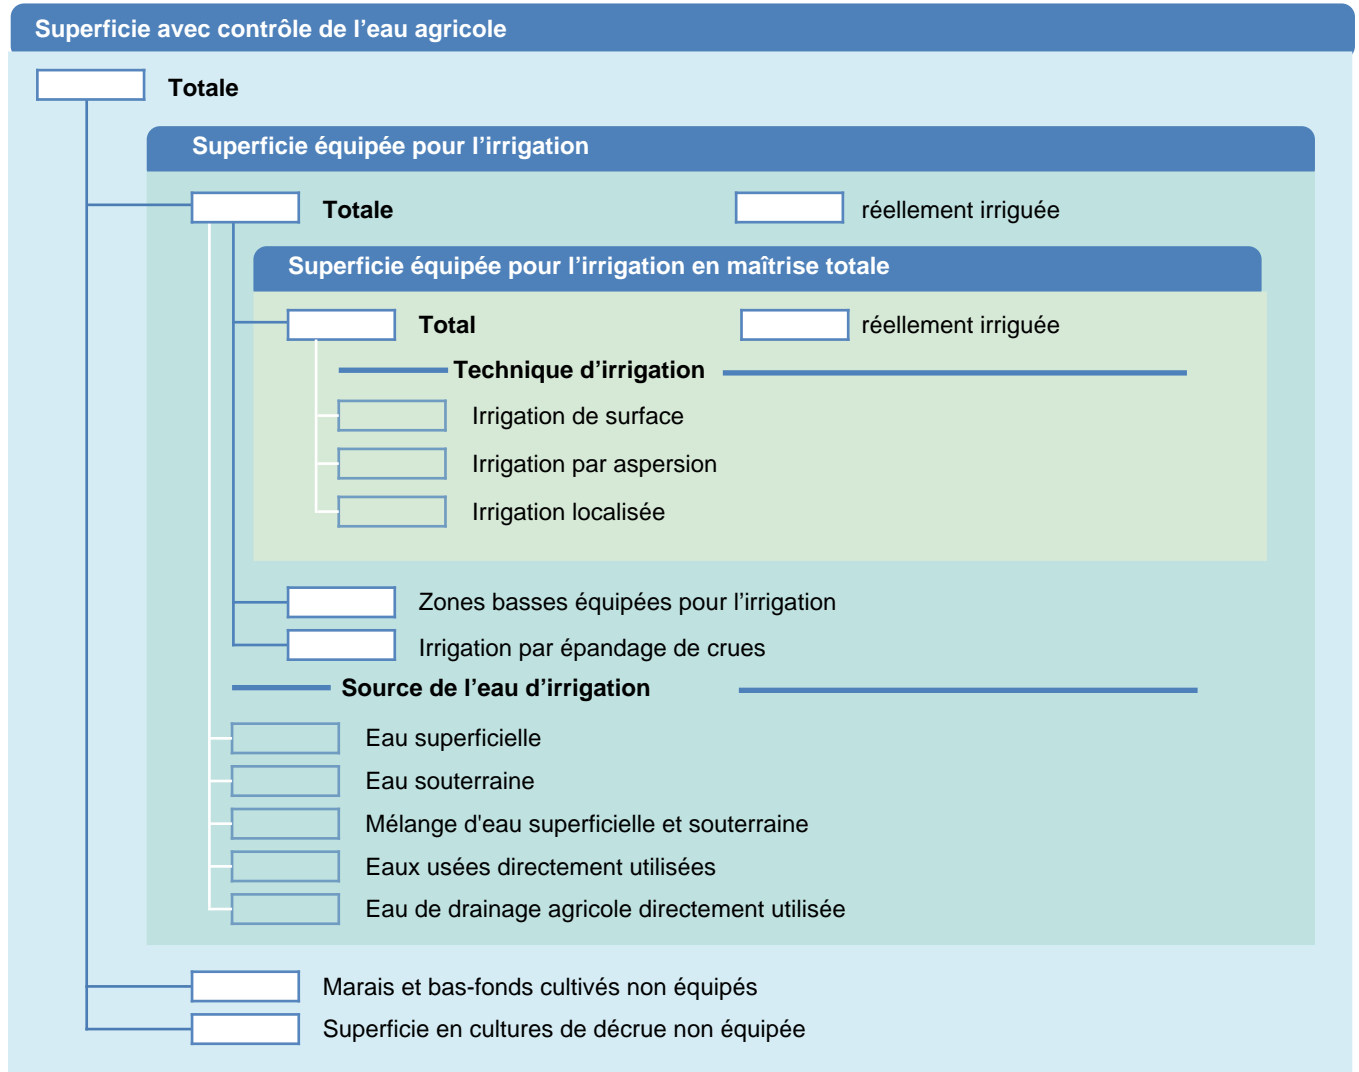 Superficie avec contrôle de l’eau agricole
Totale
Superficie équipée pour l’irrigation
Totale
réellement irriguée
Superficie équipée pour l’irrigation en maîtrise totale
Total
réellement irriguée
Technique d’irrigation
Irrigation de surface
Irrigation par aspersion
Irrigation localisée
Zones basses équipées pour l’irrigation
Irrigation par épandage de crues
Source de l’eau d’irrigation
Eau superficielle
Eau souterraine
Mélange d'eau superficielle et souterraine
Eaux usées directement utilisées
Eau de drainage agricole directement utilisée
Marais et bas-fonds cultivés non équipés
Superficie en cultures de décrue non équipée